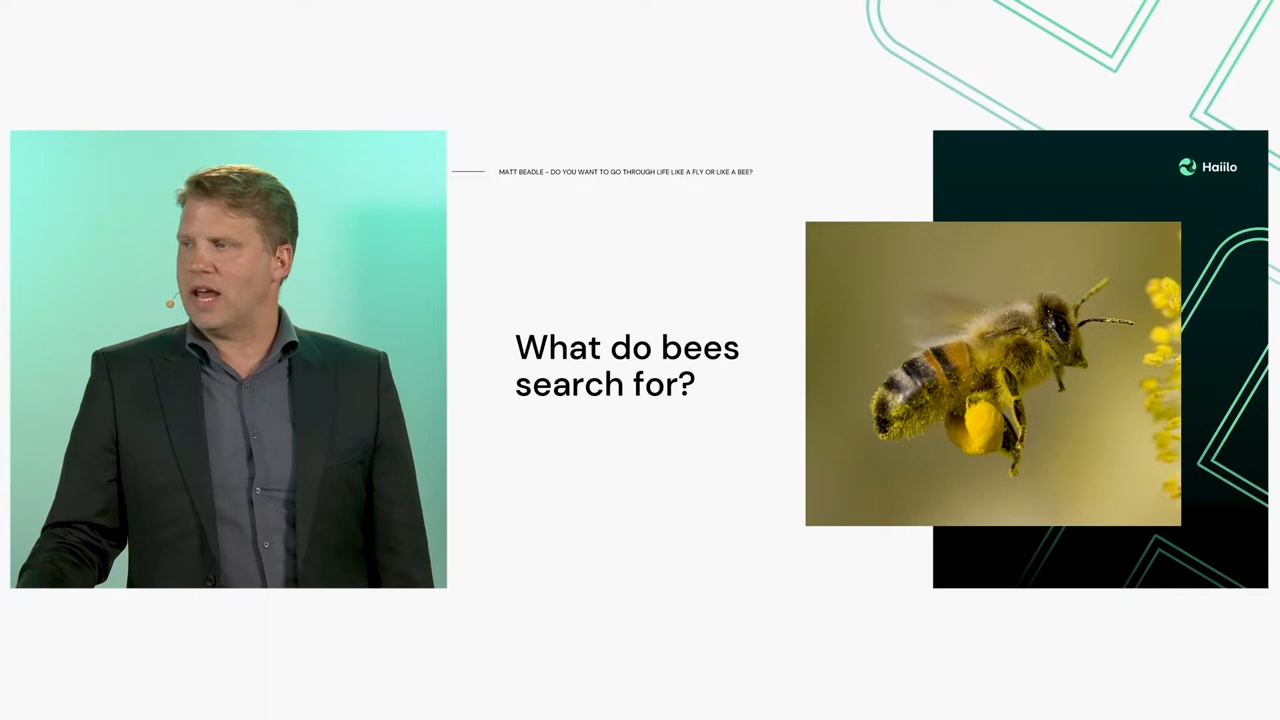 MATT BEADLE - DO YOU WANT TO GO THROUGH LIFE LIKE A FLY OR LIKE A BEE?
Haiilo
What do bees
search for?